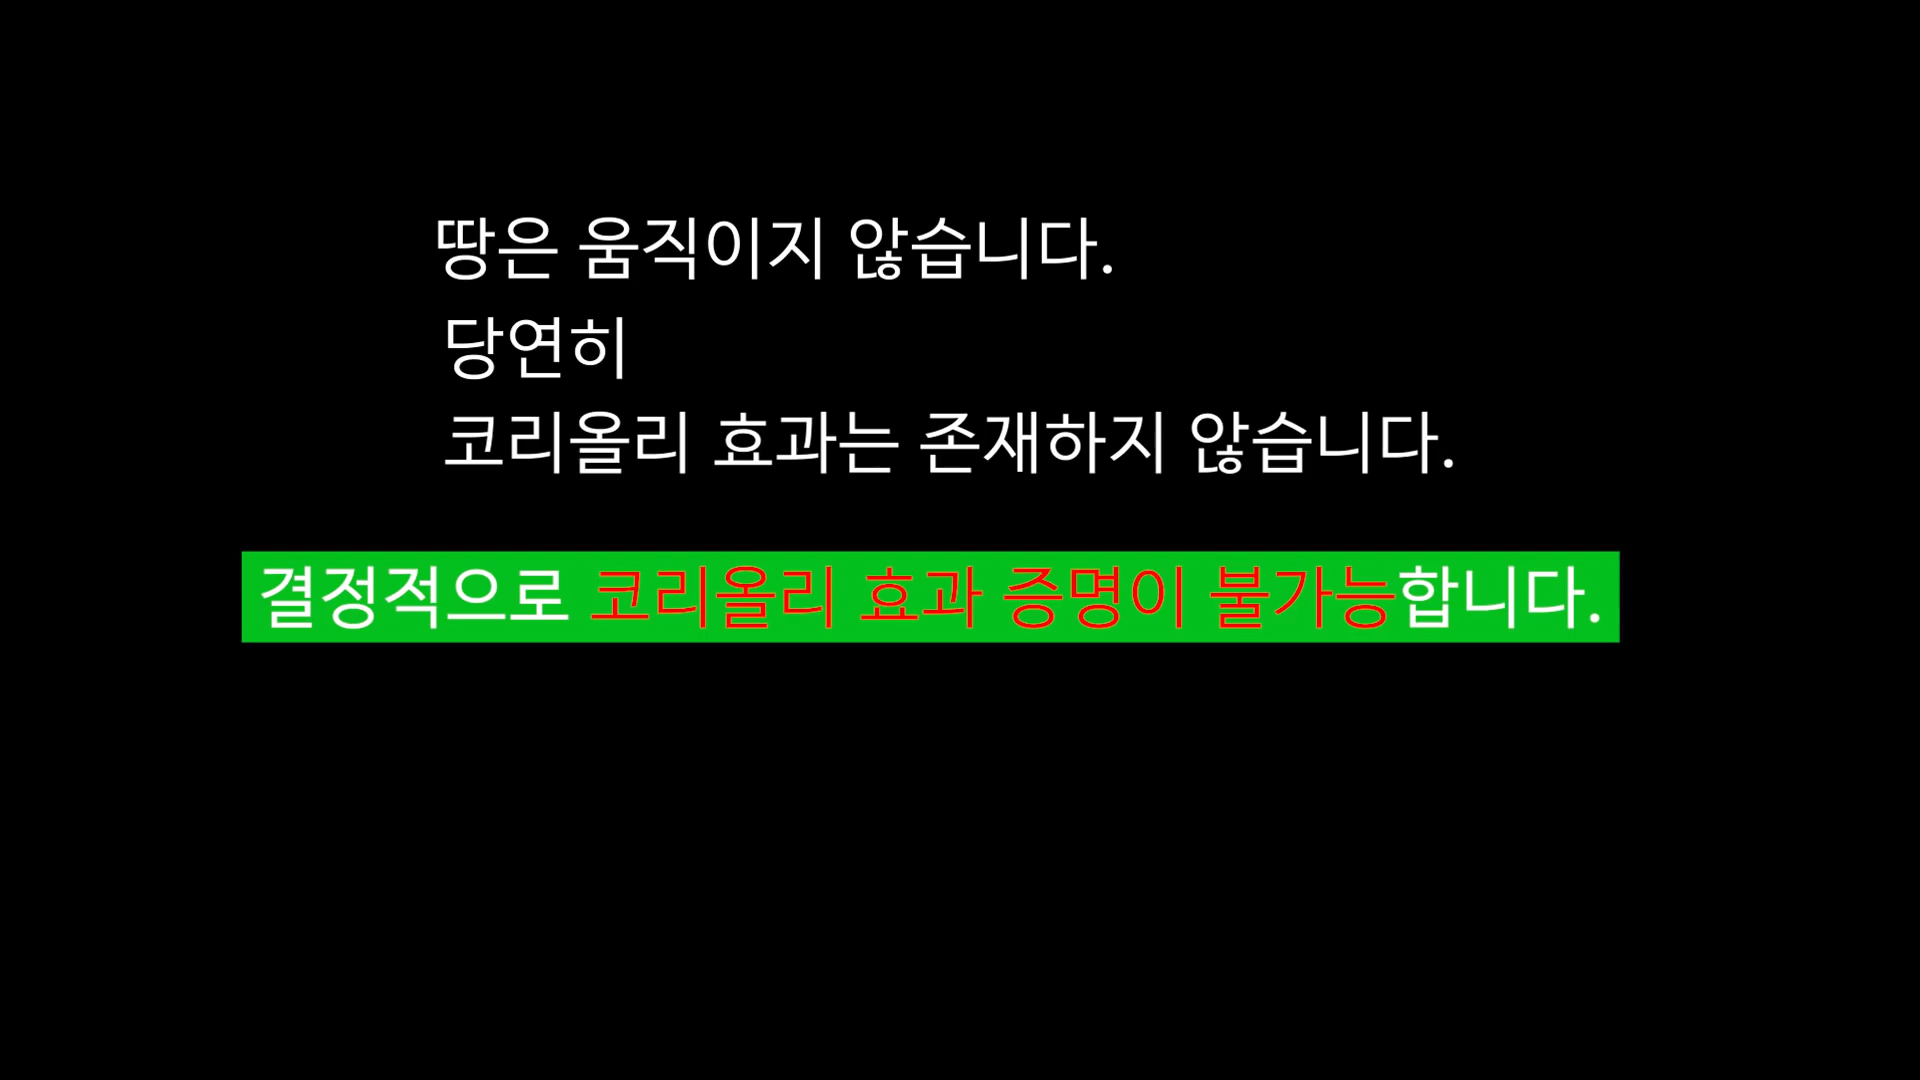 땅은 움직이지 않습니다.
당연히
코리올리 효과는 존재하지 않습니다.
결정적으로 코리올리 효과 증명이 불가능합니다.